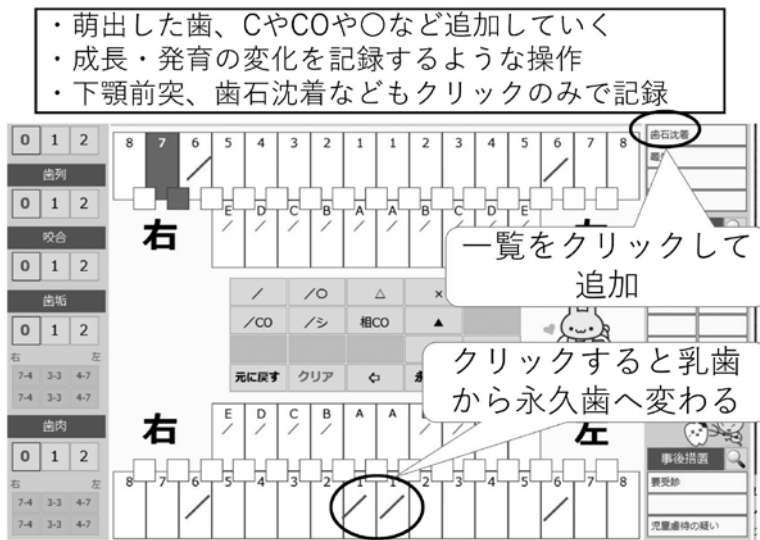 ・萌出した歯、CやCOや〇など追加していく
・成長・発育の変化を記録するような操作
・下顎前突、歯石沈着などもクリックのみで記録
0 1 2
歯列
0 1 2
咬合
0 1 2
歯垢
0 1 2
右 左
7-4 3-3 4-7
7-4 3-3 4-7
歯肉
0 1 2
右 左
7-4 3-3 4-7
7-4 3-3 4-7
8 7 6 5 4 3 2 1 1 2 3 4 5 6 7 8
E D C B A A B C D E
右
歯石沈着
一覧をクリックして
追加
/ /〇 △ ×
/CO /シ 相CO ▲
元に戻す クリア ⇦
クリックすると乳歯
から永久歯へ変わる
E D C B A A
右 左
8 7 6 5 4 3 2 1 1 2 3 4 5 6 7 8
事後措置
要受診
児童虐待の疑い